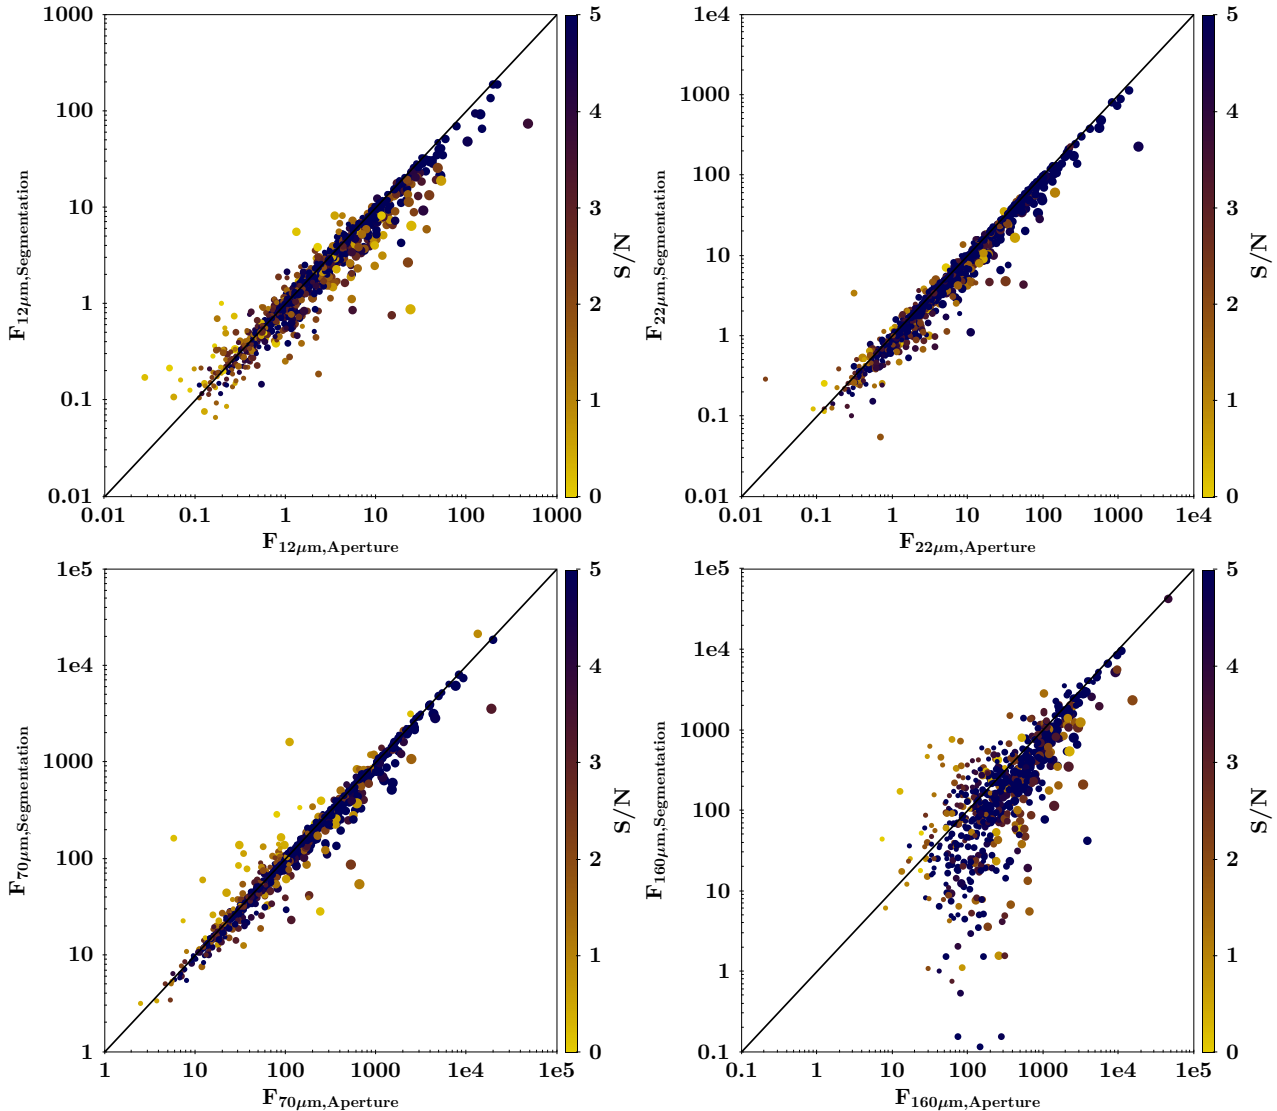 1000
100
10
1
0.1
0.01
0.01 0.1 1 10 100 1000
F12μm,Segmentation
F12μm,Aperture
5
4
3
2
1
0
S/N
1e4
1000
100
10
1
0.1
0.01
0.01 0.1 1 10 100 1000 1e4
F22μm,Segmentation
F22μm,Aperture
5
4
3
2
1
0
S/N
1e5
1e4
1000
100
10
1
1 10 100 1000 1e4 1e5
F70μm,Segmentation
F70μm,Aperture
5
4
3
2
1
0
S/N
1e5
1e4
1000
100
10
1
0.1
0.1 1 10 100 1000 1e4 1e5
F160μm,Segmentation
F160μm,Aperture
5
4
3
2
1
0
S/N